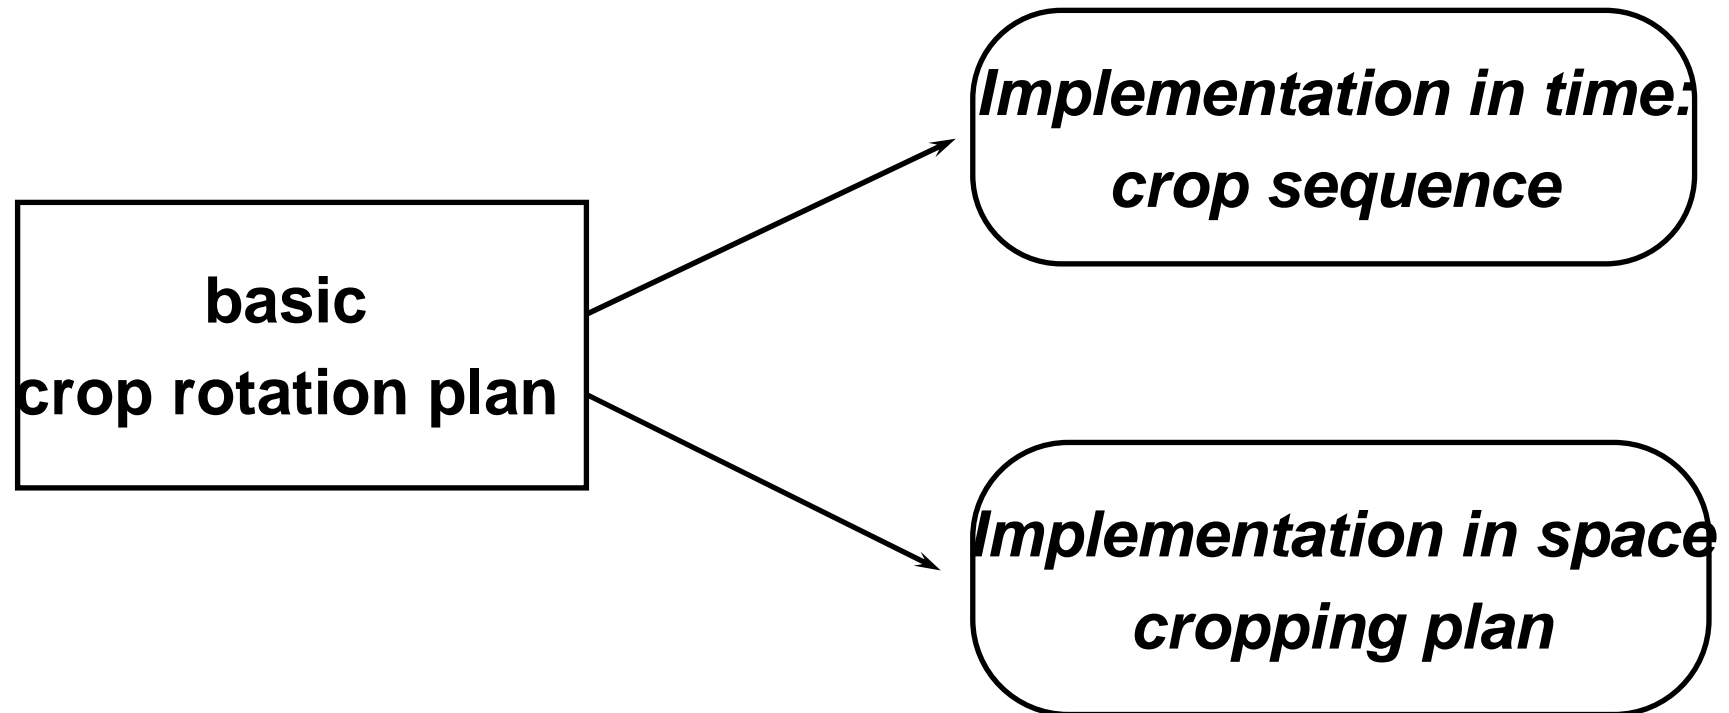 Implementation in time:
crop sequence
basic
crop rotation plan
Implementation in space
cropping plan